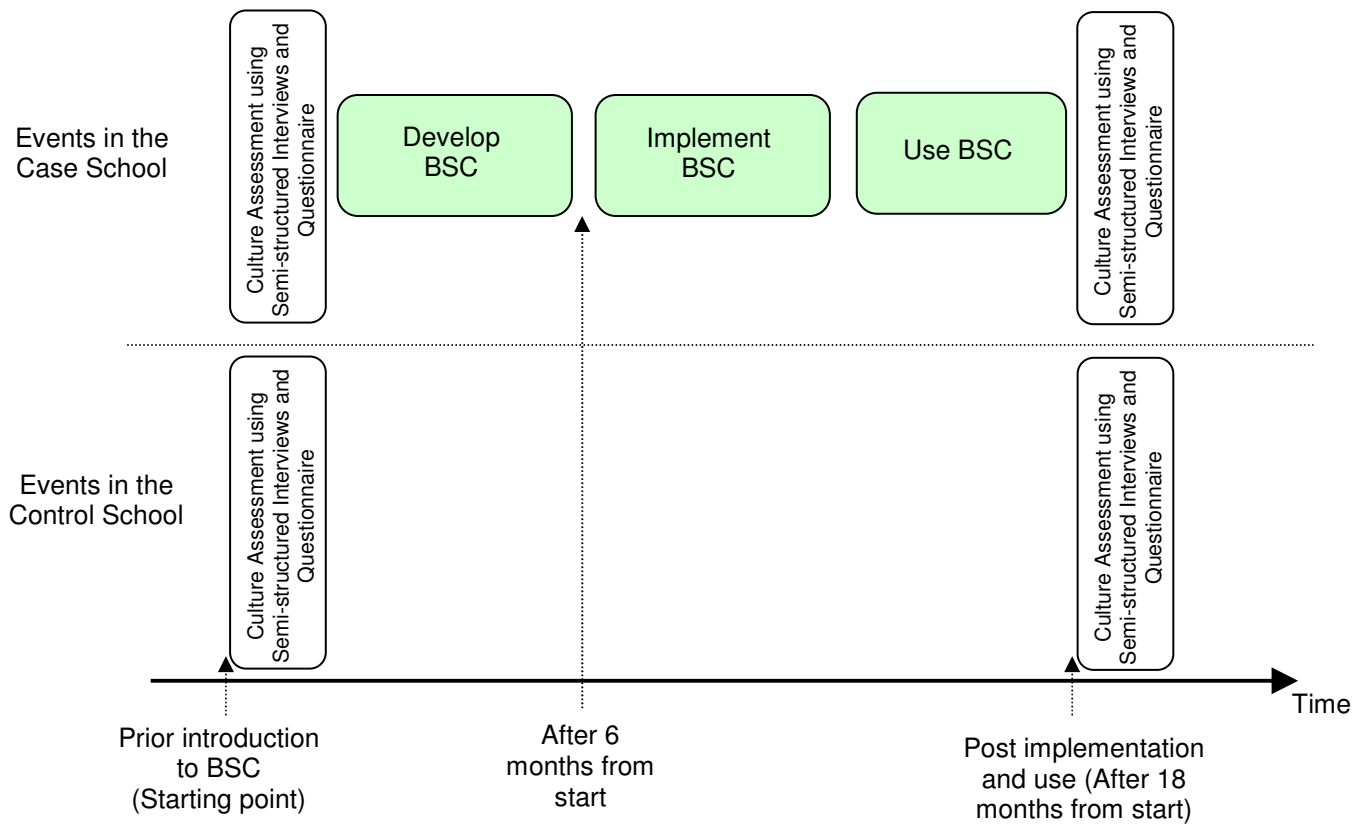 Events in the
Case School
Culture Assessment using
Semi-structured Interviews and
Questionnaire
Develop
BSC
Implement
BSC
Use BSC
Culture Assessment using
Semi-structured Interviews and
Questionnaire
Events in the
Control School
Culture Assessment using
Semi-structured Interviews and
Questionnaire
Culture Assessment using
Semi-structured Interviews and
Questionnaire
Time
Prior introduction
to BSC
(Starting point)
After 6
months from
start
Post implementation
and use (After 18
months from start)